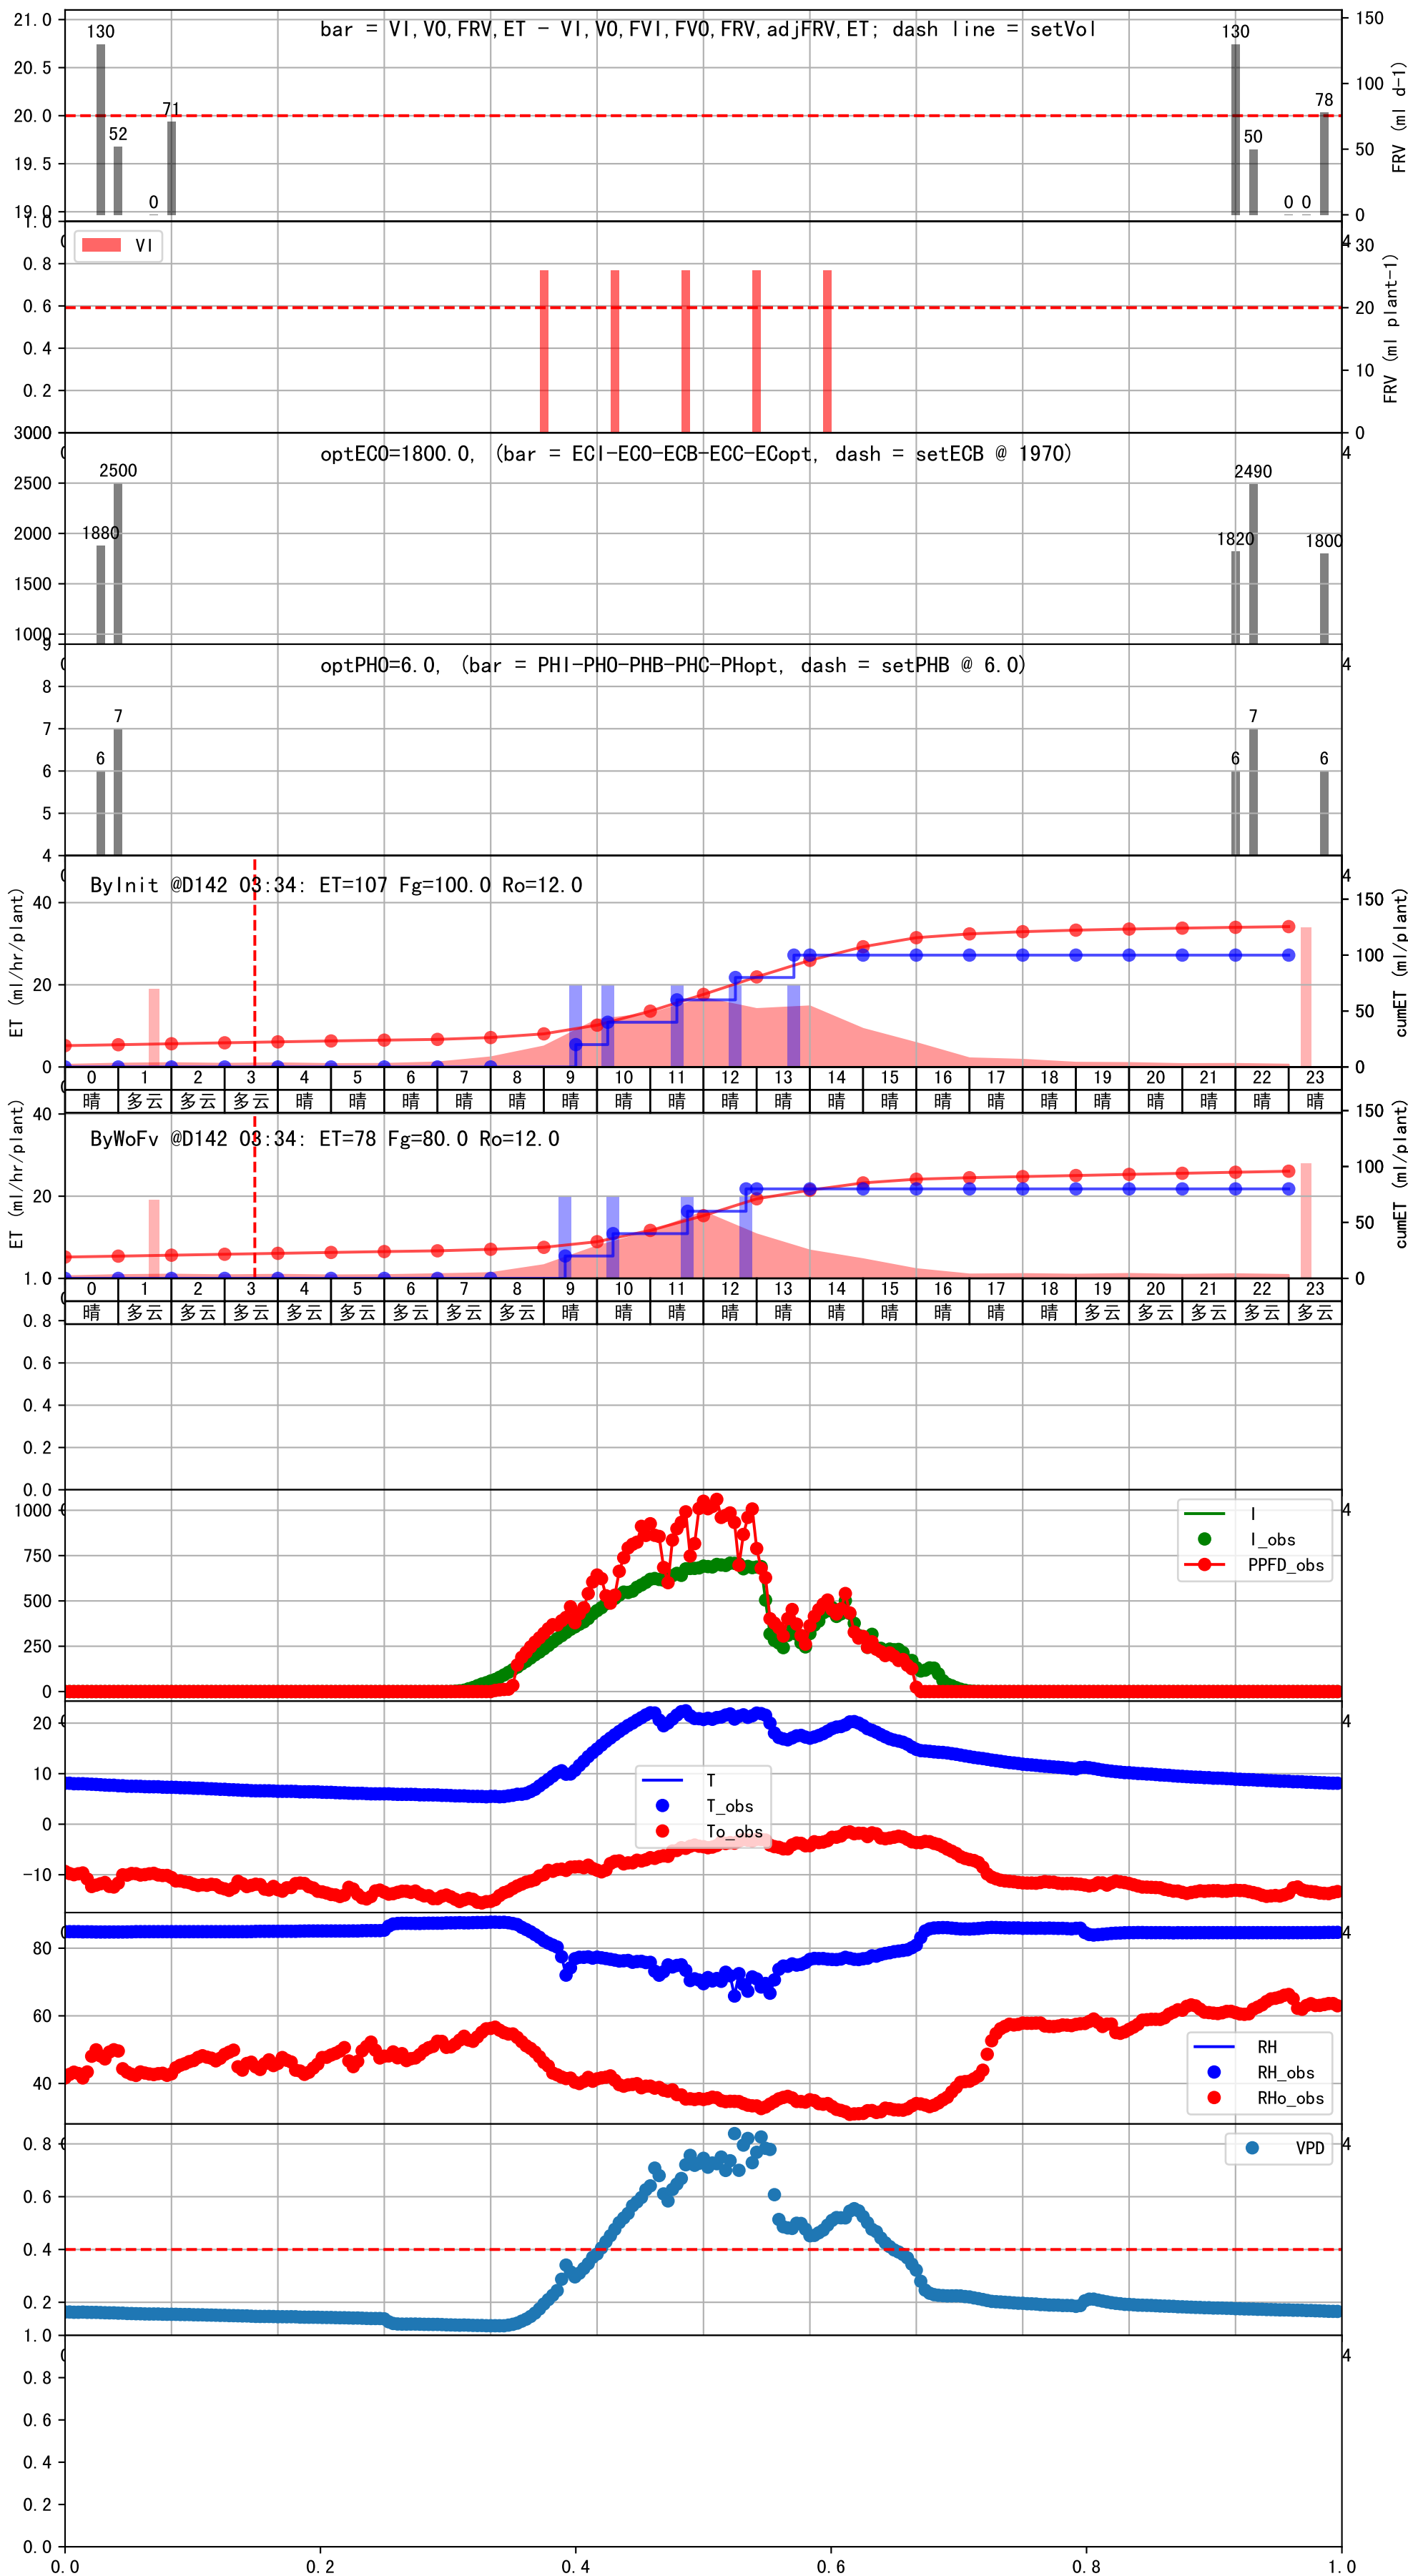 bar = VI,VO,FRV,ET - VI,VO,FVI,FVO,FRV,adjFRV,ET; dash line = setVol
21.0 20.5 20.0 19.5 19.0
130 52 0 71 130 50 0 0 78
150 100 50 0
FRV (ml d-1)
VI
1.0 0.8 0.6 0.4 0.2
30 20 10 0
FRV (ml plant-1)
optECO=1800.0, (bar = ECI-ECO-ECB-ECC-ECopt, dash = setECB @ 1970)
3000 2500 2000 1500 1000
1880 2500 1820 2490 1800
optPHO=6.0, (bar = PHI-PHO-PHB-PHC-PHopt, dash = setPHB @ 6.0)
9 8 7 6 5 4
6 7 6 7 6
ByInit @D142 03:34: ET=107 Fg=100.0 Ro=12.0
ET (ml/hr/plant)
40 20 0
150 100 50 0
cumET (ml/plant)
0 1 2 3 4 5 6 7 8 9 10 11 12 13 14 15 16 17 18 19 20 21 22 23
晴 多云 多云 多云 晴 晴 晴 晴 晴 晴 晴 晴 晴 晴 晴 晴 晴 晴 晴 晴 晴 晴 晴 晴
ByWoFv @D142 03:34: ET=78 Fg=80.0 Ro=12.0
ET (ml/hr/plant)
40 20
150 100 50 0
cumET (ml/plant)
0 1 2 3 4 5 6 7 8 9 10 11 12 13 14 15 16 17 18 19 20 21 22 23
晴 多云 多云 多云 晴 晴 多云 多云 多云 晴 晴 晴 晴 晴 晴 晴 晴 晴 晴 多云 多云 多云 多云 多云
1.0 0.8 0.6 0.4 0.2 0.0
1000 750 500 250 0
I
I_obs
PPFD_obs
20 10 0 -10
T
T_obs
To_obs
80 60 40
RH
RH_obs
RHo_obs
0.8 0.6 0.4 0.2
VPD
1.0 0.8 0.6 0.4 0.2 0.0
0.0 0.2 0.4 0.6 0.8 1.0